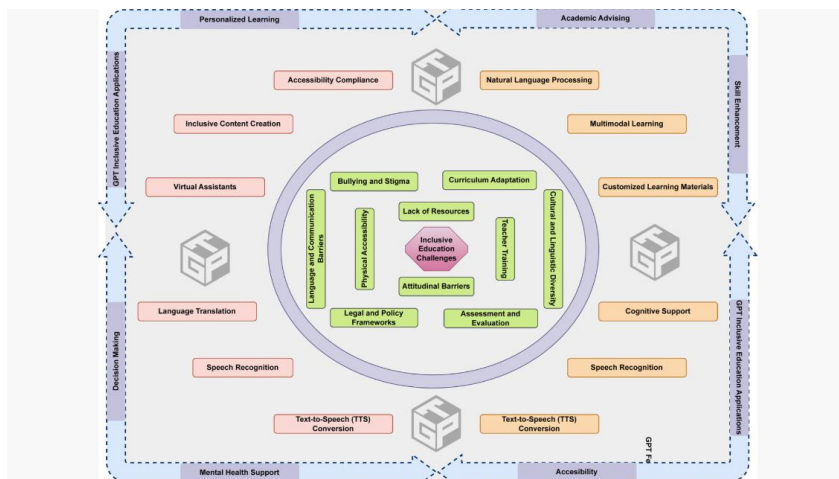 Personalized Learning
Academic Advising
GPT Inclusive Education Applications
Skill Enhancement
Accessibility Compliance
Natural Language Processing
Inclusive Content Creation
Multimodal Learning
Virtual Assistants
Customized Learning Materials
Bullying and Stigma
Curriculum Adaptation
Language and Communication
Barriers
Physical Accessibility
Lack of Resources
Teacher Training
Cultural and Linguistic Diversity
Inclusive
Education
Challenges
Attitudinal Barriers
Legal and Policy
Frameworks
Assessment and
Evaluation
Language Translation
Cognitive Support
Speech Recognition
Speech Recognition
Text-to-Speech (TTS)
Conversion
Text-to-Speech (TTS)
Conversion
Decision Making
GPT Inclusive Education Applications
GPT Fe
Mental Health Support
Accesibility